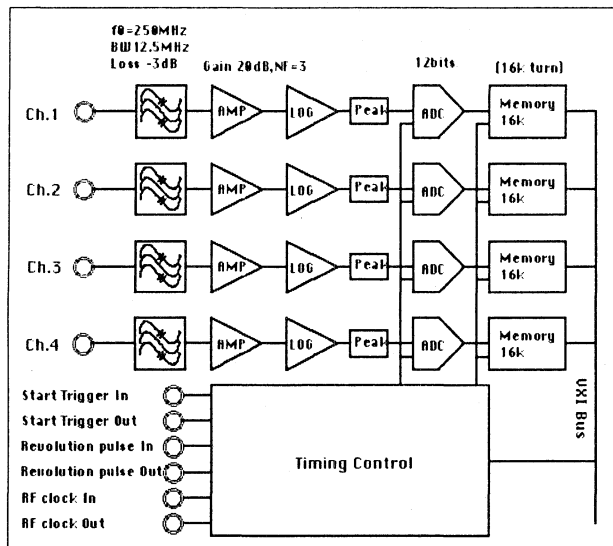 f0=250MHz
BW12.5MHz
Loss -3dB
Gain 20dB,NF=3
12bits
(16k turn)
Ch.1
AMP
LOG
Peak
ADC
Memory
16k
Ch.2
AMP
LOG
Peak
ADC
Memory
16k
Ch.3
AMP
LOG
Peak
ADC
Memory
16k
Ch.4
AMP
LOG
Peak
ADC
Memory
16k
Start Trigger In
Start Trigger Out
Revolution pulse In
Revolution pulse Out
RF clock In
RF clock Out
Timing Control
VXI Bus